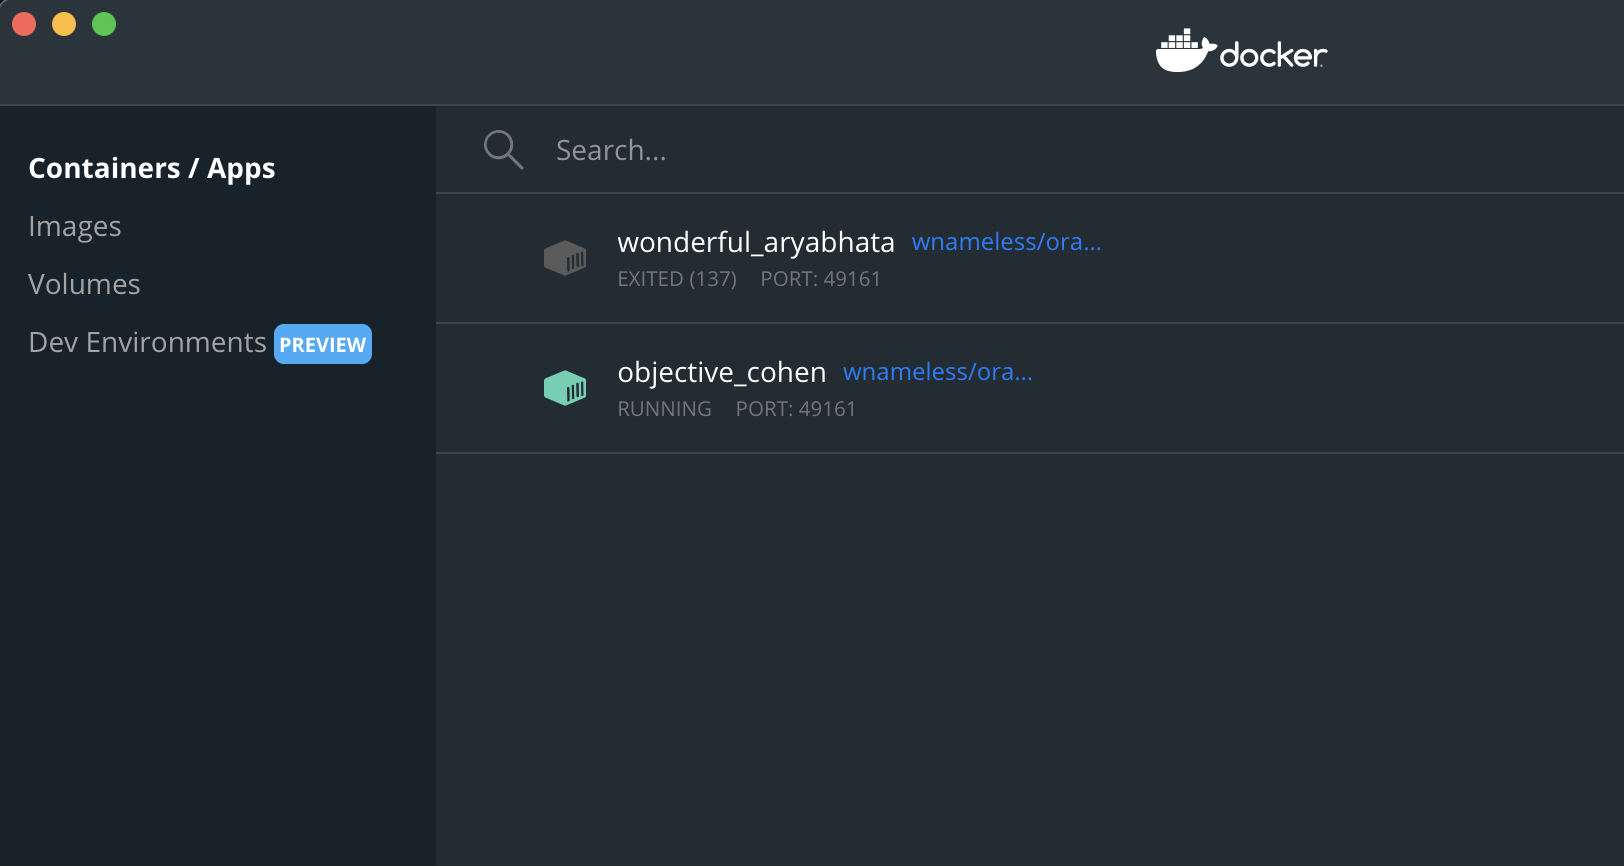 docker
Containers / Apps
Images
Volumes
Dev Environments PREVIEW
Search...
wonderful_aryabhata wnameless/ora...
EXITED (137) PORT: 49161
objective_cohen wnameless/ora...
RUNNING PORT: 49161